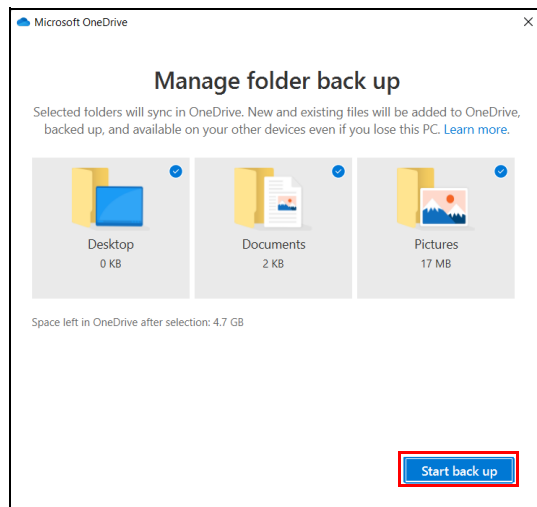 Microsoft OneDrive
Manage folder back up
Selected folders will sync in OneDrive. New and existing files will be added to OneDrive,
backed up, and available on your other devices even if you lose this PC. Learn more.
Desktop
0 KB
Documents
2 KB
Pictures
17 MB
Space left in OneDrive after selection: 4.7 GB
Start back up